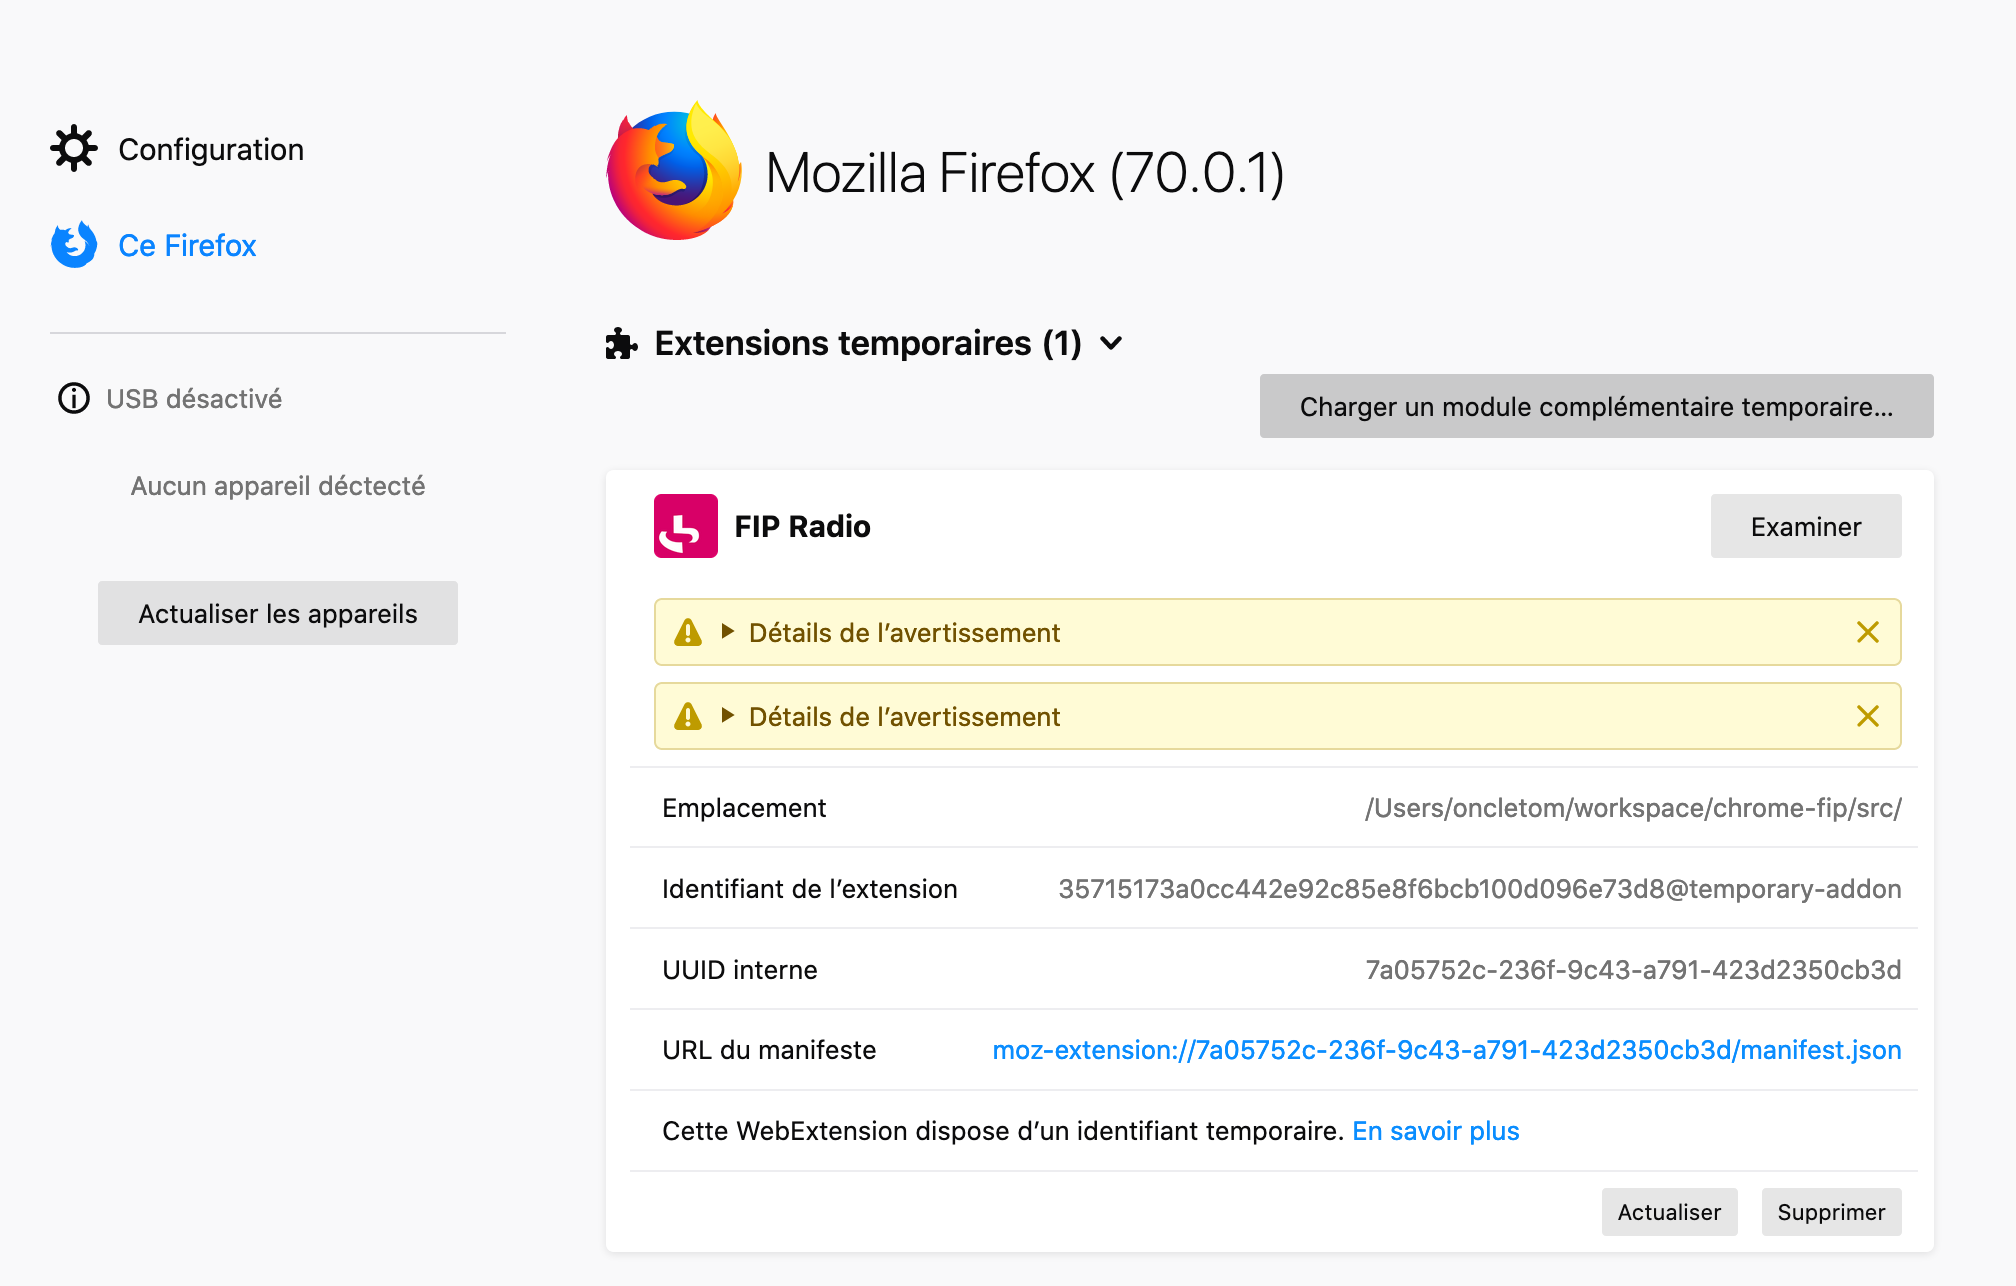 Configuration
Ce Firefox
USB désactivé
Aucun appareil déctecté
Actualiser les appareils
Mozilla Firefox (70.0.1)
Extensions temporaires (1)
Charger un module complémentaire temporaire...
FIP Radio
Examiner
Détails de l’avertissement
Détails de l’avertissement
Emplacement /Users/oncletom/workspace/chrome-fip/src/
Identifiant de l’extension 35715173a0cc442e92c85e8f6bcb100d096e73d8@temporary-addon
UUID interne 7a05752c-236f-9c43-a791-423d2350cb3d
URL du manifeste moz-extension://7a05752c-236f-9c43-a791-423d2350cb3d/manifest.json
Cette WebExtension dispose d’un identifiant temporaire. En savoir plus
Actualiser Supprimer